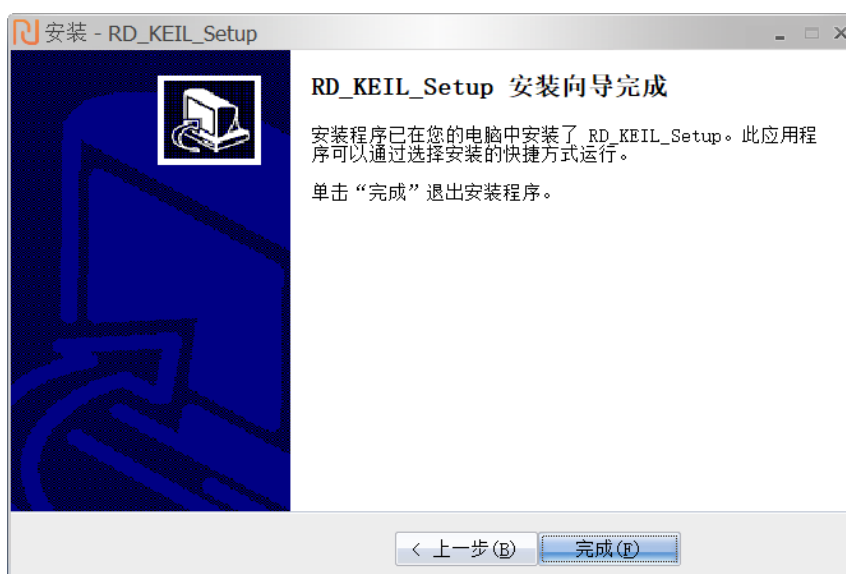 安装 - RD_KEIL_Setup
RD_KEIL_Setup 安装向导完成
安装程序已在您的电脑中安装了 RD_KEIL_Setup。此应用程
序可以通过选择安装的快捷方式运行。
单击“完成”退出安装程序。
< 上一步(B) 完成(F)